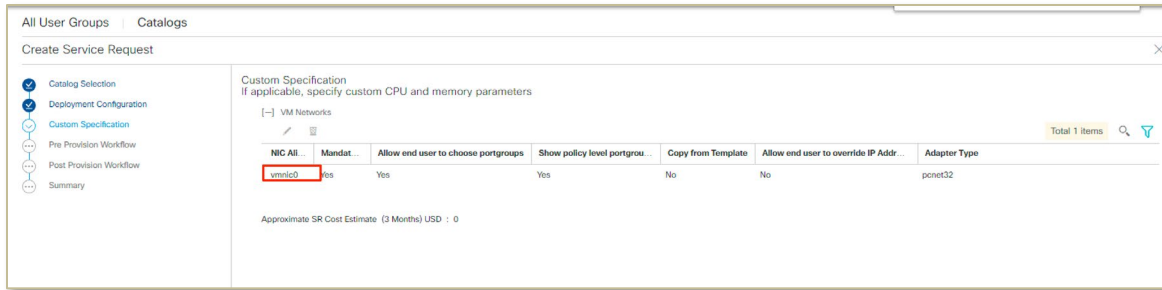 All User Groups | Catalogs
Create Service Request
Catalog Selection
Deployment Configuration
Custom Specification
Pre Provision Workflow
Post Provision Workflow
Summary
Custom Specification
If applicable, specify custom CPU and memory parameters
[—] VM Networks
Total 1 items
NIC Ali... Mandat... Allow end user to choose portgroups Show policy level portgrou... Copy from Template Allow end user to override IP Addr... Adapter Type
vmnic0 Yes Yes Yes No No pcnet32
Approximate SR Cost Estimate (3 Months) USD : 0